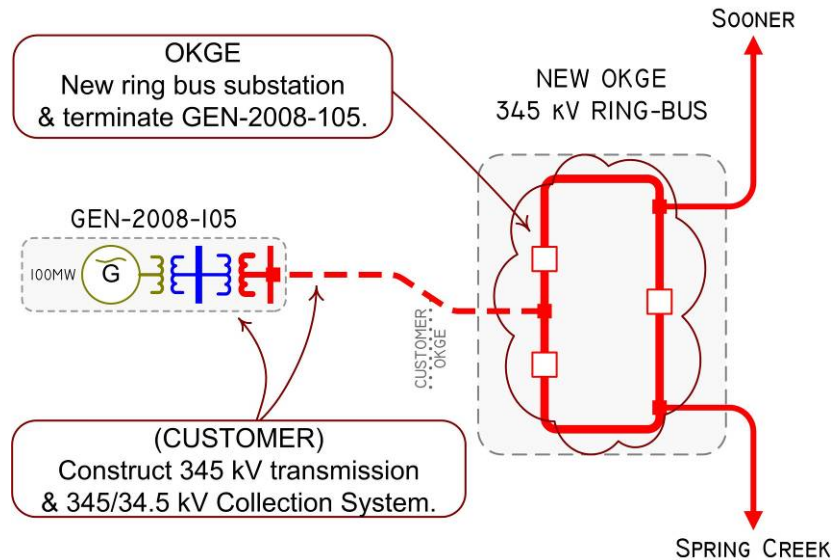 SOONER
OKGE
New ring bus substation
& terminate GEN-2008-105.
NEW OKGE
345 KV RING-BUS
GEN-2008-105
100MW
G
CUSTOMER
OKGE
(CUSTOMER)
Construct 345 kV transmission
& 345/34.5 kV Collection System.
SPRING CREEK